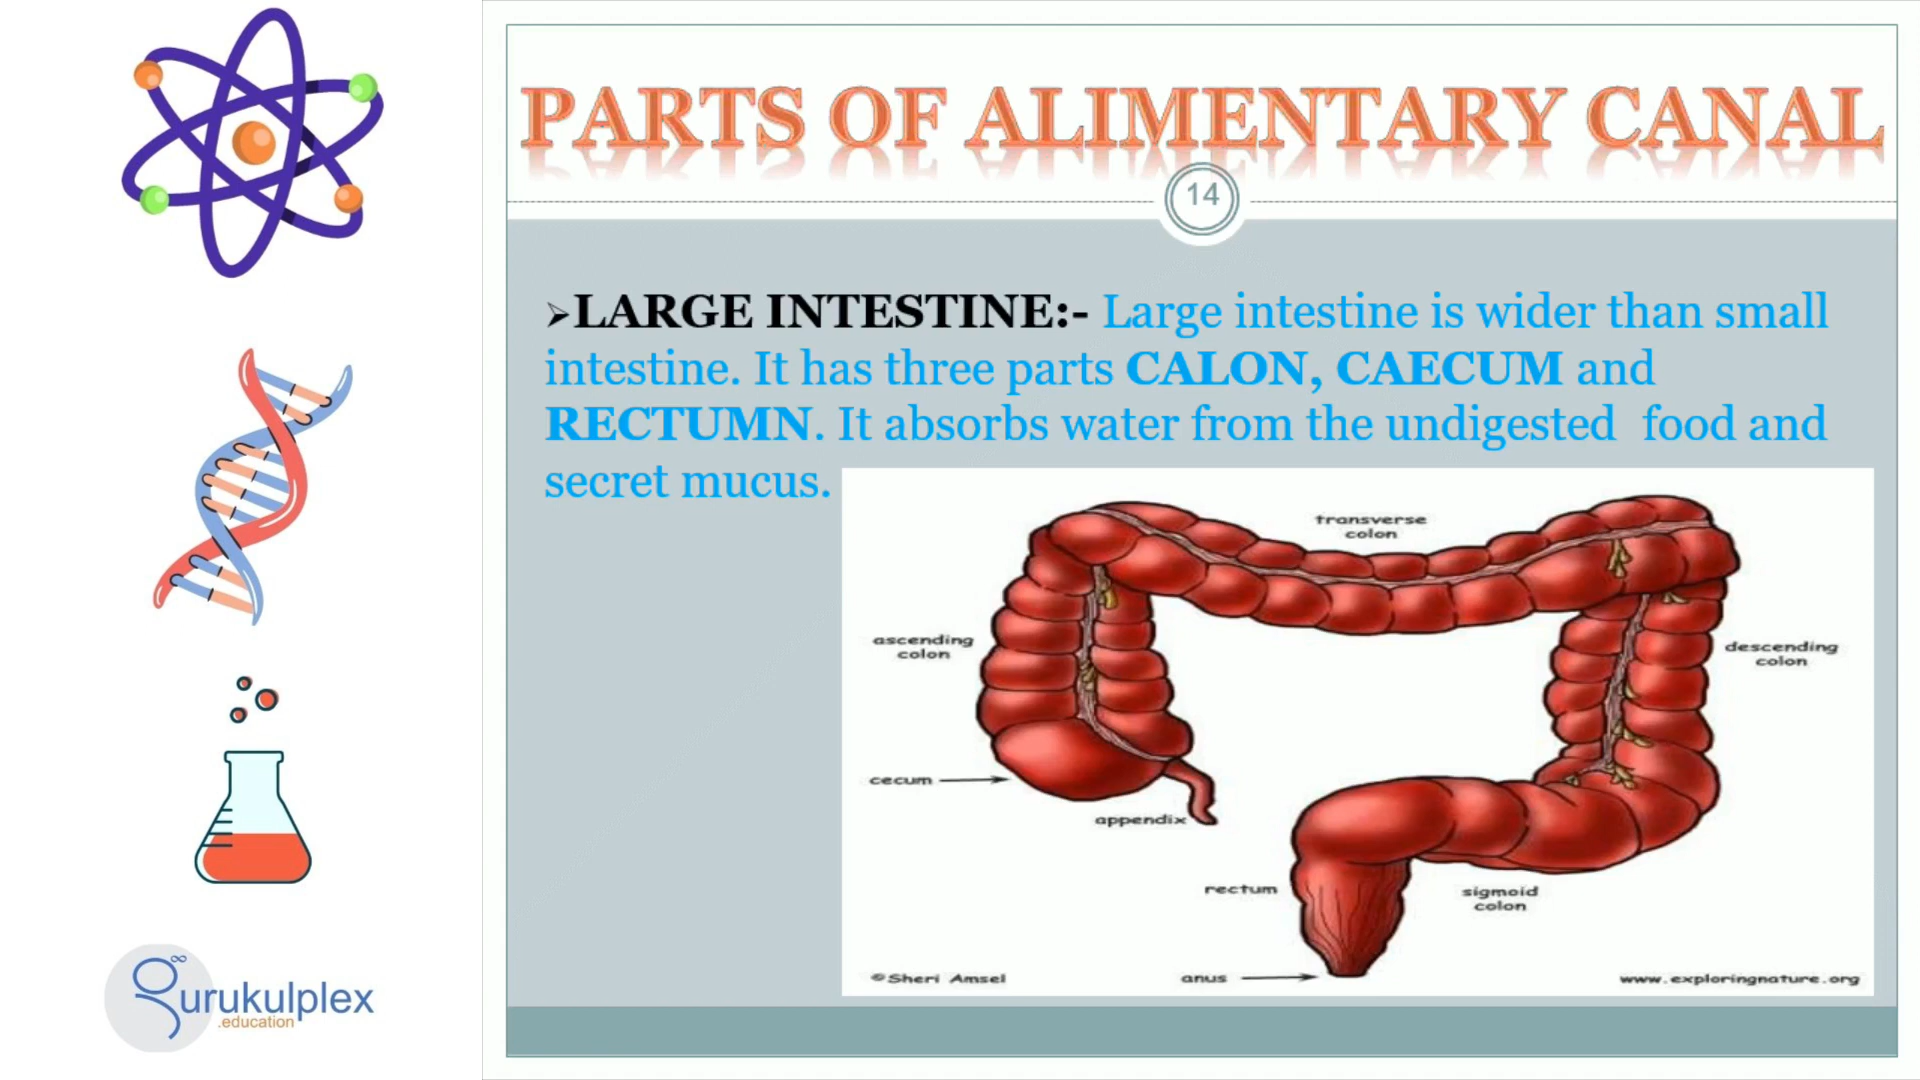 PARTS OF ALIMENTARY CANAL
14
➢LARGE INTESTINE:- Large intestine is wider than small
intestine. It has three parts CALON, CAECUM and
RECTUMN. It absorbs water from the undigested food and
secret mucus.
transverse
colon
ascending
colon
descending
colon
cecum
appendix
rectum
sigmoid
colon
anus
©Sheri Amsel
www.exploringnature.org
gurukulplex
.education